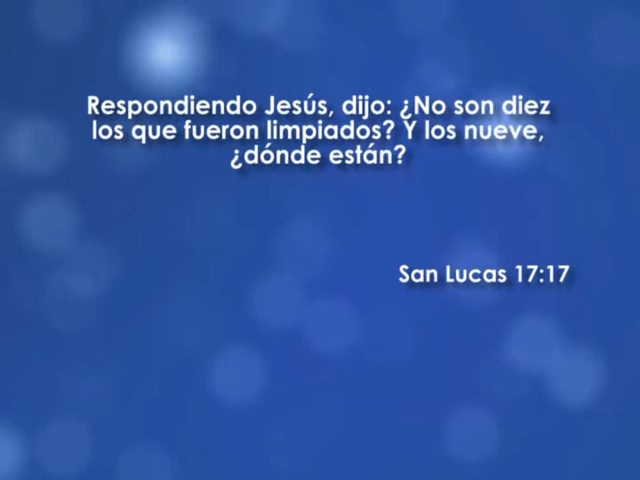 Respondiendo Jesús, dijo: ¿No son diez
los que fueron limpiados? Y los nueve,
¿dónde están?
San Lucas 17:17